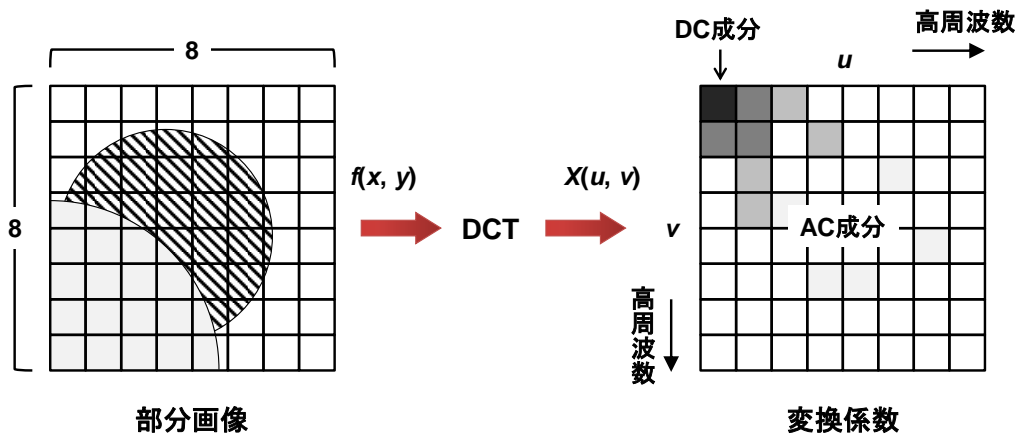 8
8
部分画像
f(x, y)
DCT
X(u, v)
DC成分
高周波数
u
v
AC成分
高周波数
変換係数